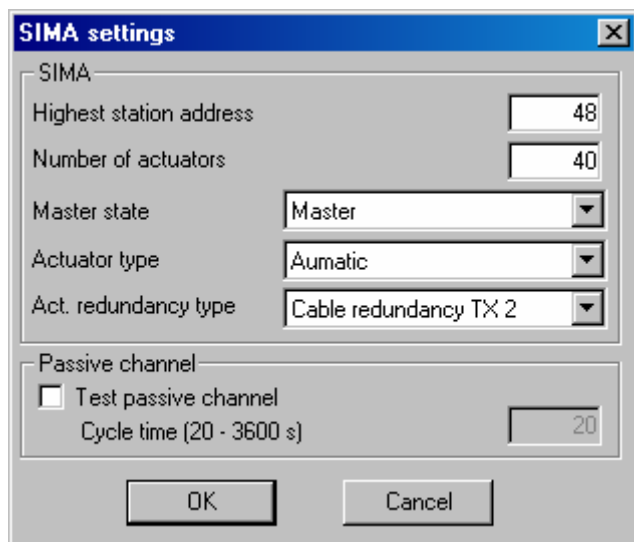 SIMA settings
SIMA
Highest station address 48
Number of actuators 40
Master state Master
Actuator type Aumatic
Act. redundancy type Cable redundancy TX 2
Passive channel
Test passive channel
Cycle time (20 - 3600 s) 20
OK Cancel